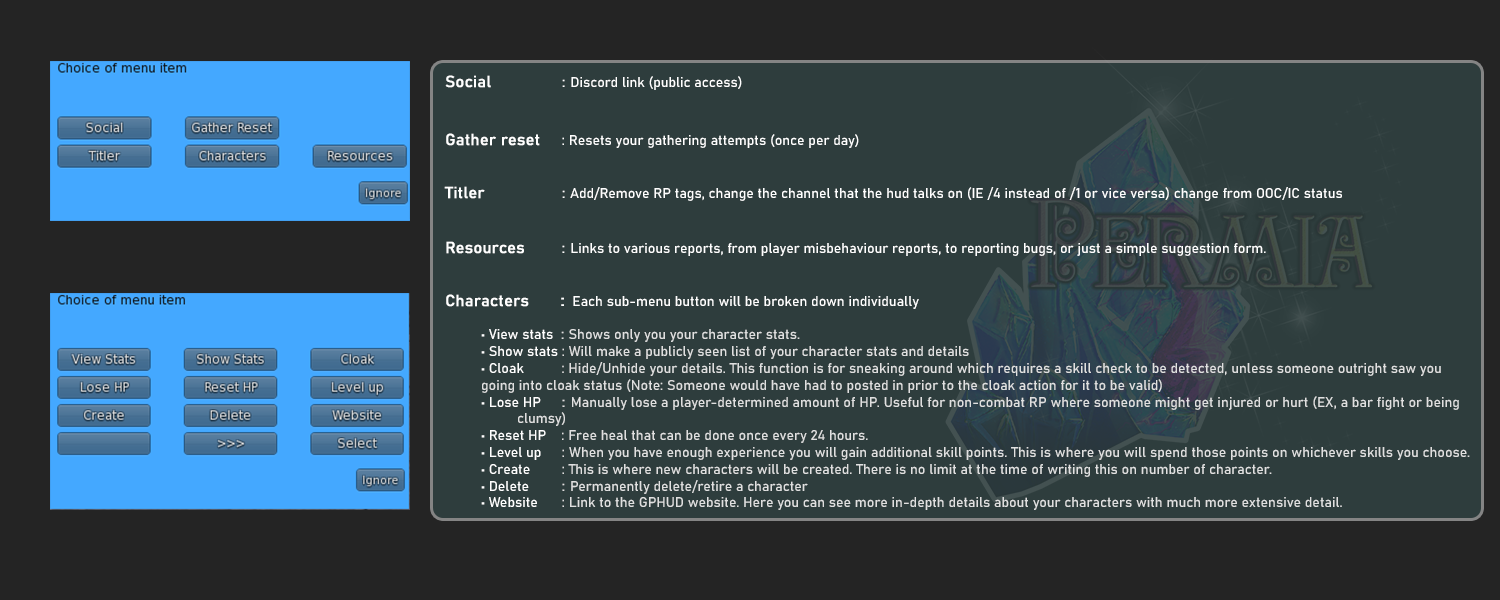 Choice of menu item
Social
Gather Reset
Titler
Characters
Resources
Ignore
Choice of menu item
View Stats
Show Stats
Cloak
Lose HP
Reset HP
Level up
Create
Delete
Website
>>>
Select
Ignore
PERMIA
Social : Discord link (public access)
Gather reset : Resets your gathering attempts (once per day)
Titler : Add/Remove RP tags, change the channel that the hud talks on (IE /4 instead of /1 or vice versa) change from OOC/IC status
Resources : Links to various reports, from player misbehaviour reports, to reporting bugs, or just a simple suggestion form.
Characters : Each sub-menu button will be broken down individually
• View stats : Shows only you your character stats.
• Show stats : Will make a publicly seen list of your character stats and details
• Cloak : Hide/Unhide your details. This function is for sneaking around which requires a skill check to be detected, unless someone outright saw you
going into cloak status (Note: Someone would have had to posted in prior to the cloak action for it to be valid)
• Lose HP : Manually lose a player-determined amount of HP. Useful for non-combat RP where someone might get injured or hurt (EX, a bar fight or being
clumsy)
• Reset HP : Free heal that can be done once every 24 hours.
• Level up : When you have enough experience you will gain additional skill points. This is where you will spend those points on whichever skills you choose.
• Create : This is where new characters will be created. There is no limit at the time of writing this on number of character.
• Delete : Permanently delete/retire a character
• Website : Link to the GPHUD website. Here you can see more in-depth details about your characters with much more extensive detail.